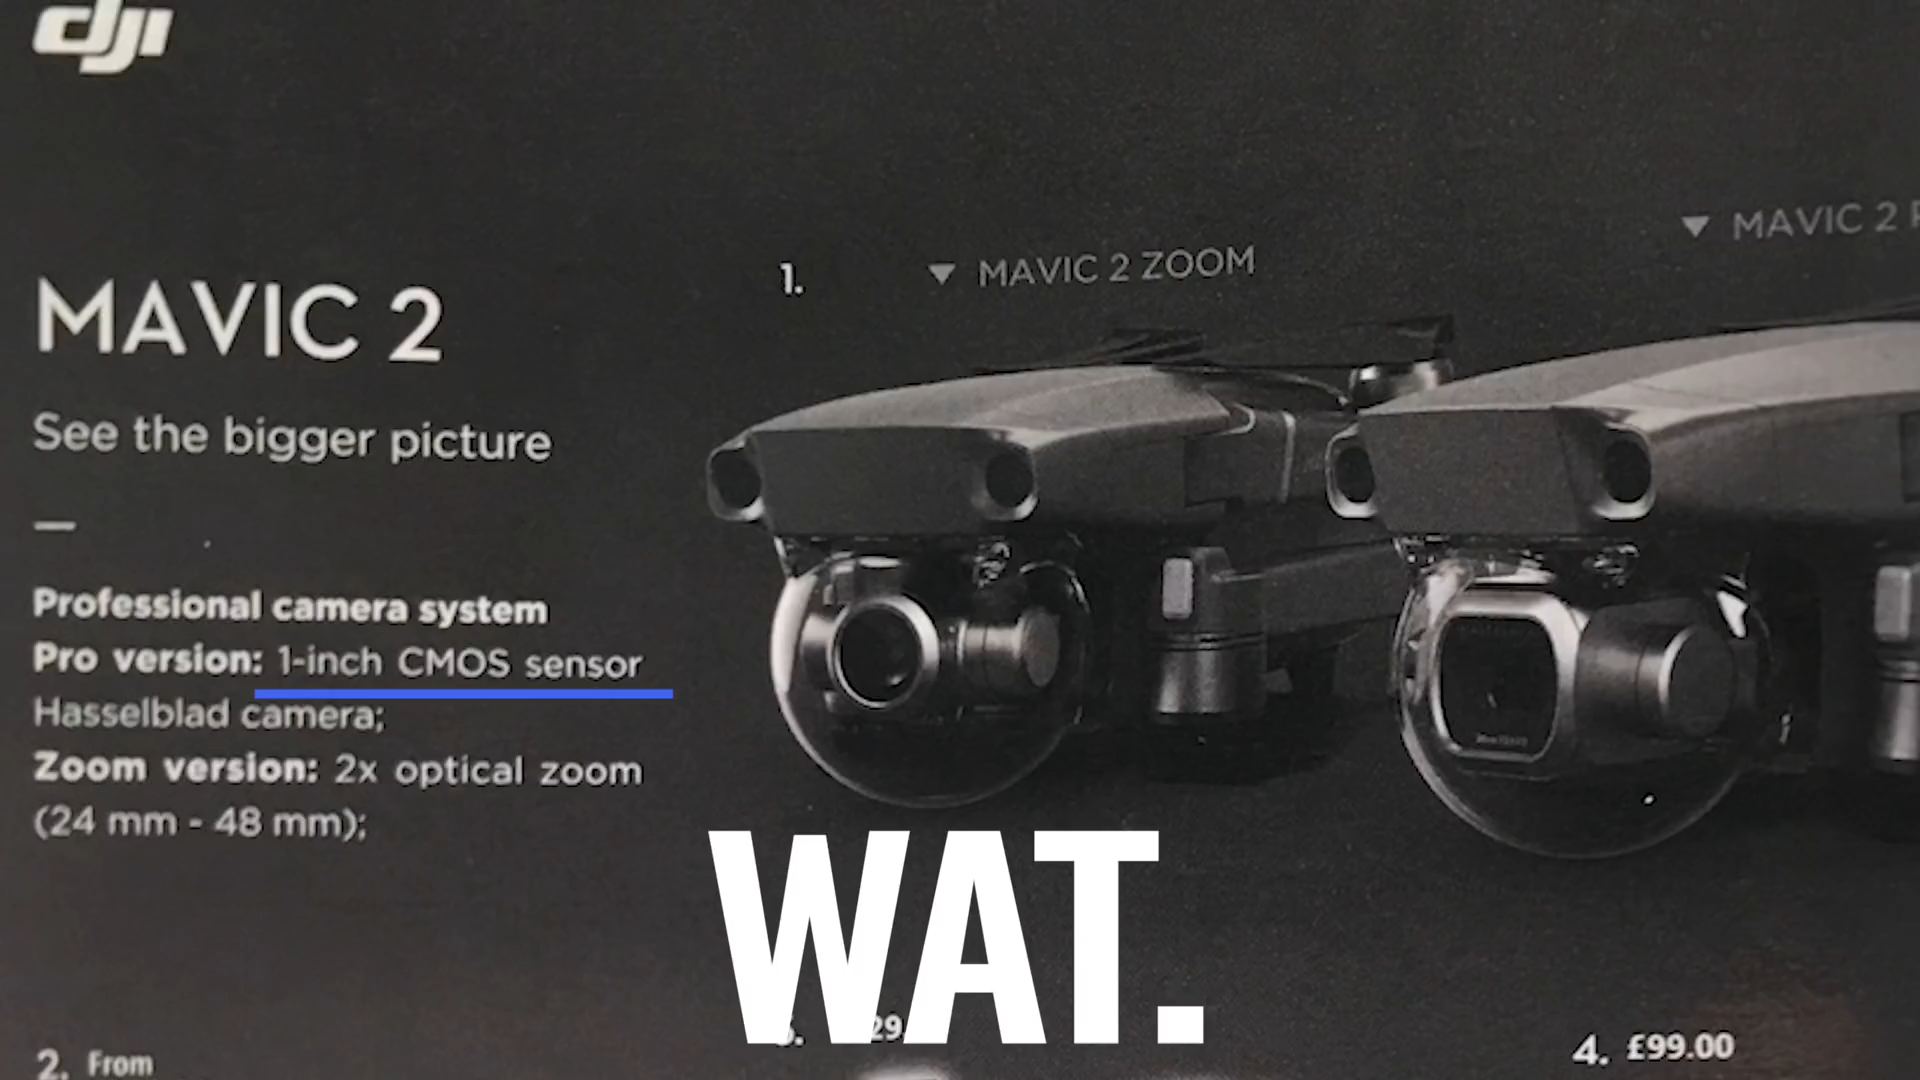 dji
MAVIC 2
See the bigger picture
Professional camera system
Pro version: 1-inch CMOS sensor
Hasselblad camera;
Zoom version: 2x optical zoom
(24 mm - 48 mm);
1.
MAVIC 2 ZOOM
MAVIC 2
WAT.
2. From
4. £99.00